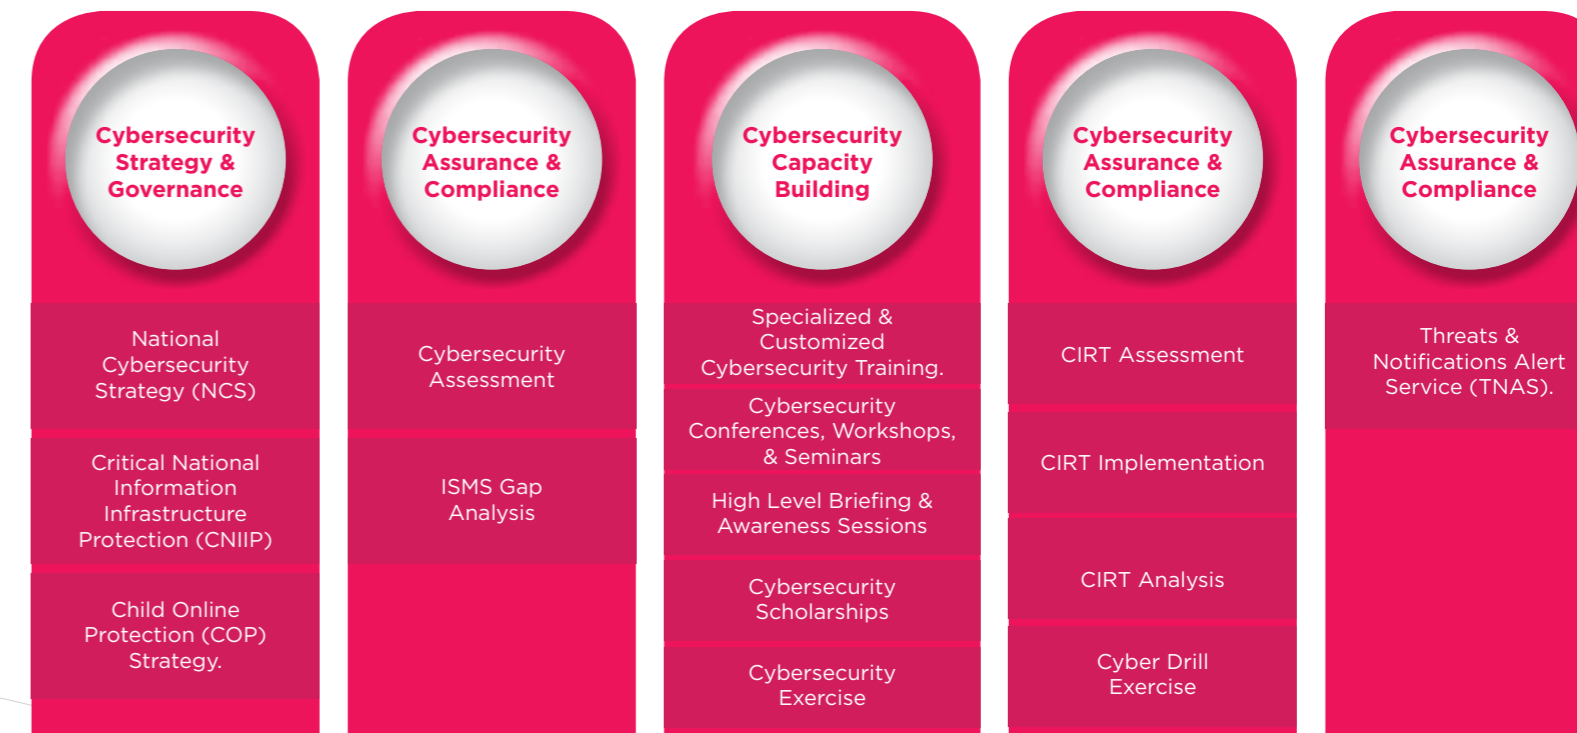 Cybersecurity
Strategy &
Governance
National
Cybersecurity
Strategy (NCS)
Critical National
Information
Infrastructure
Protection (CNIIP)
Child Online
Protection (COP)
Strategy.
Cybersecurity
Assurance &
Compliance
Cybersecurity
Assessment
ISMS Gap
Analysis
Cybersecurity
Capacity
Building
Specialized &
Customized
Cybersecurity Training.
Cybersecurity
Conferences, Workshops,
& Seminars
High Level Briefing &
Awareness Sessions
Cybersecurity
Scholarships
Cybersecurity
Exercise
Cybersecurity
Assurance &
Compliance
CIRT Assessment
CIRT Implementation
CIRT Analysis
Cyber Drill
Exercise
Cybersecurity
Assurance &
Compliance
Threats &
Notifications Alert
Service (TNAS).